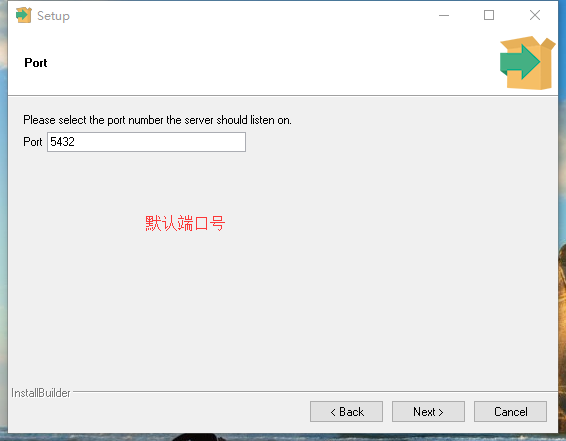 Setup
Port
Please select the port number the server should listen on.
Port 5432
默认端口号
InstallBuilder
< Back Next > Cancel